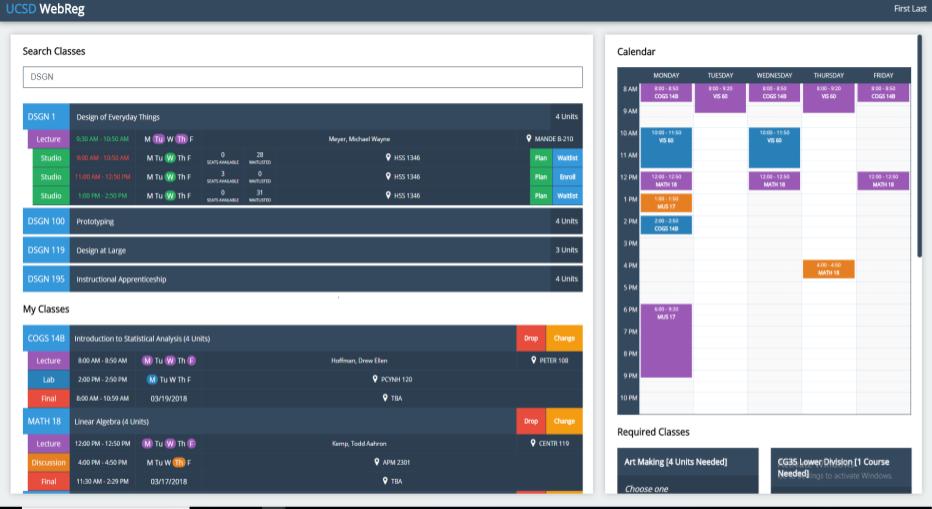 UCSD WebReg
First Last
Search Classes
DSGN
DSGN 1 Design of Everyday Things 4 Units
Lecture 9:30 AM - 10:50 AM M Tu W Th F Meyer, Michael Wayne MANDE B-210
Studio 9:00 AM - 10:50 AM M Tu W Th F 0 SEATS AVAILABLE 28 WAITLISTED HSS 1346 Plan Waitlist
Studio 11:00 AM - 12:50 PM M Tu W Th F 3 SEATS AVAILABLE 0 WAITLISTED HSS 1346 Plan Enroll
Studio 1:00 PM - 2:50 PM M Tu W Th F 0 SEATS AVAILABLE 31 WAITLISTED HSS 1346 Plan Waitlist
DSGN 100 Prototyping 4 Units
DSGN 119 Design at Large 3 Units
DSGN 195 Instructional Apprenticeship 4 Units
My Classes
COGS 14B Introduction to Statistical Analysis (4 Units) Drop Change
Lecture 8:00 AM - 8:50 AM M Tu W Th F Hoffman, Drew Ellen PETER 108
Lab 2:00 PM - 2:50 PM M Tu W Th F PCYNH 120
Final 8:00 AM - 10:59 AM 03/19/2018 TBA
MATH 18 Linear Algebra (4 Units) Drop Change
Lecture 12:00 PM - 12:50 PM M Tu W Th F Kemp, Todd Aahron CENTR 119
Discussion 4:00 PM - 4:50 PM M Tu W Th F APM 2301
Final 11:30 AM - 2:29 PM 03/17/2018 TBA
Calendar
MONDAY TUESDAY WEDNESDAY THURSDAY FRIDAY
8 AM 8:00 - 8:50 8:00 - 9:20 8:00 - 8:50 8:00 - 9:20 8:00 - 8:50
COGS 14B VIS 60 COGS 14B VIS 60 COGS 14B
9 AM
10 AM 10:00 - 11:50 10:00 - 11:50
VIS 60 VIS 60
11 AM
12 PM 12:00 - 12:50 12:00 - 12:50 12:00 - 12:50
MATH 18 MATH 18 MATH 18
1 PM 1:00 - 1:50
MUS 17
2 PM 2:00 - 2:50
COGS 14B
3 PM
4 PM 4:00 - 4:50
MATH 18
5 PM
6 PM 6:00 - 9:20
MUS 17
7 PM
8 PM
9 PM
10 PM
Required Classes
Art Making [4 Units Needed]
Choose one
CG35 Lower Division [1 Course
Needed]
settings to activate Windows.